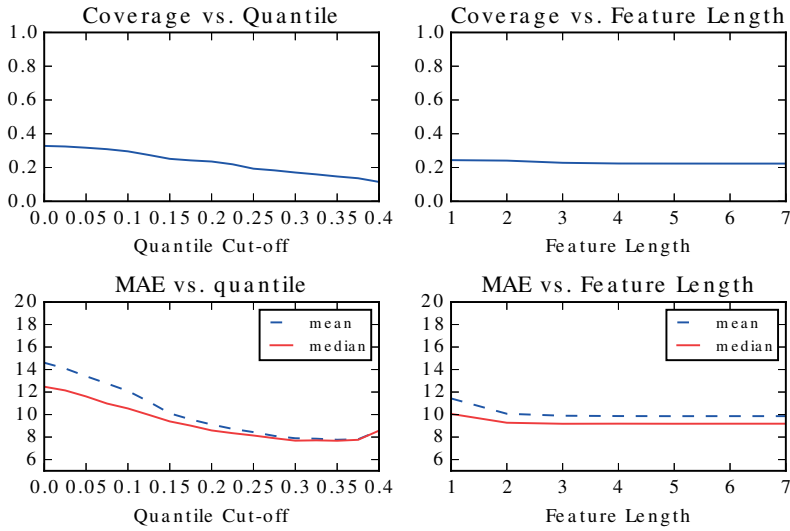 Coverage vs. Quantile
1.0
0.8
0.6
0.4
0.2
0.0
0.0 0.05 0.1 0.15 0.2 0.25 0.3 0.35 0.4
Quantile Cut-off
Coverage vs. Feature Length
1.0
0.8
0.6
0.4
0.2
0.0
1 2 3 4 5 6 7
Feature Length
MAE vs. quantile
20
18
16
14
12
10
8
6
mean
median
0.0 0.05 0.1 0.15 0.2 0.25 0.3 0.35 0.4
Quantile Cut-off
MAE vs. Feature Length
20
18
16
14
12
10
8
6
mean
median
1 2 3 4 5 6 7
Feature Length